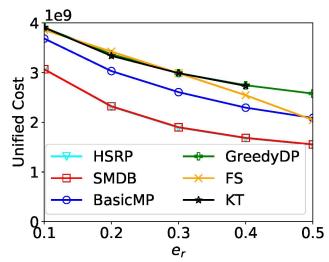 1e9
4
3
2
1
0
Unified Cost
HSRP
SMDB
BasicMP
GreedyDP
FS
KT
0.1 0.2 0.3 0.4 0.5
e_r